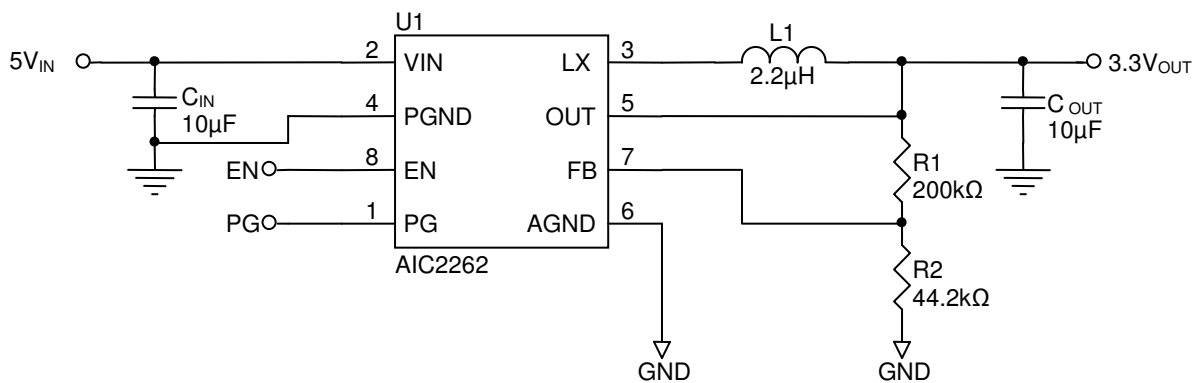 U1
5VIN
2
VIN
LX
3
L1
2.2µH
3.3VOUT
CIN
10µF
4
PGND
OUT
5
COUT
10µF
EN
8
EN
FB
7
R1
200kΩ
PG
1
PG
AGND
6
AIC2262
R2
44.2kΩ
GND
GND